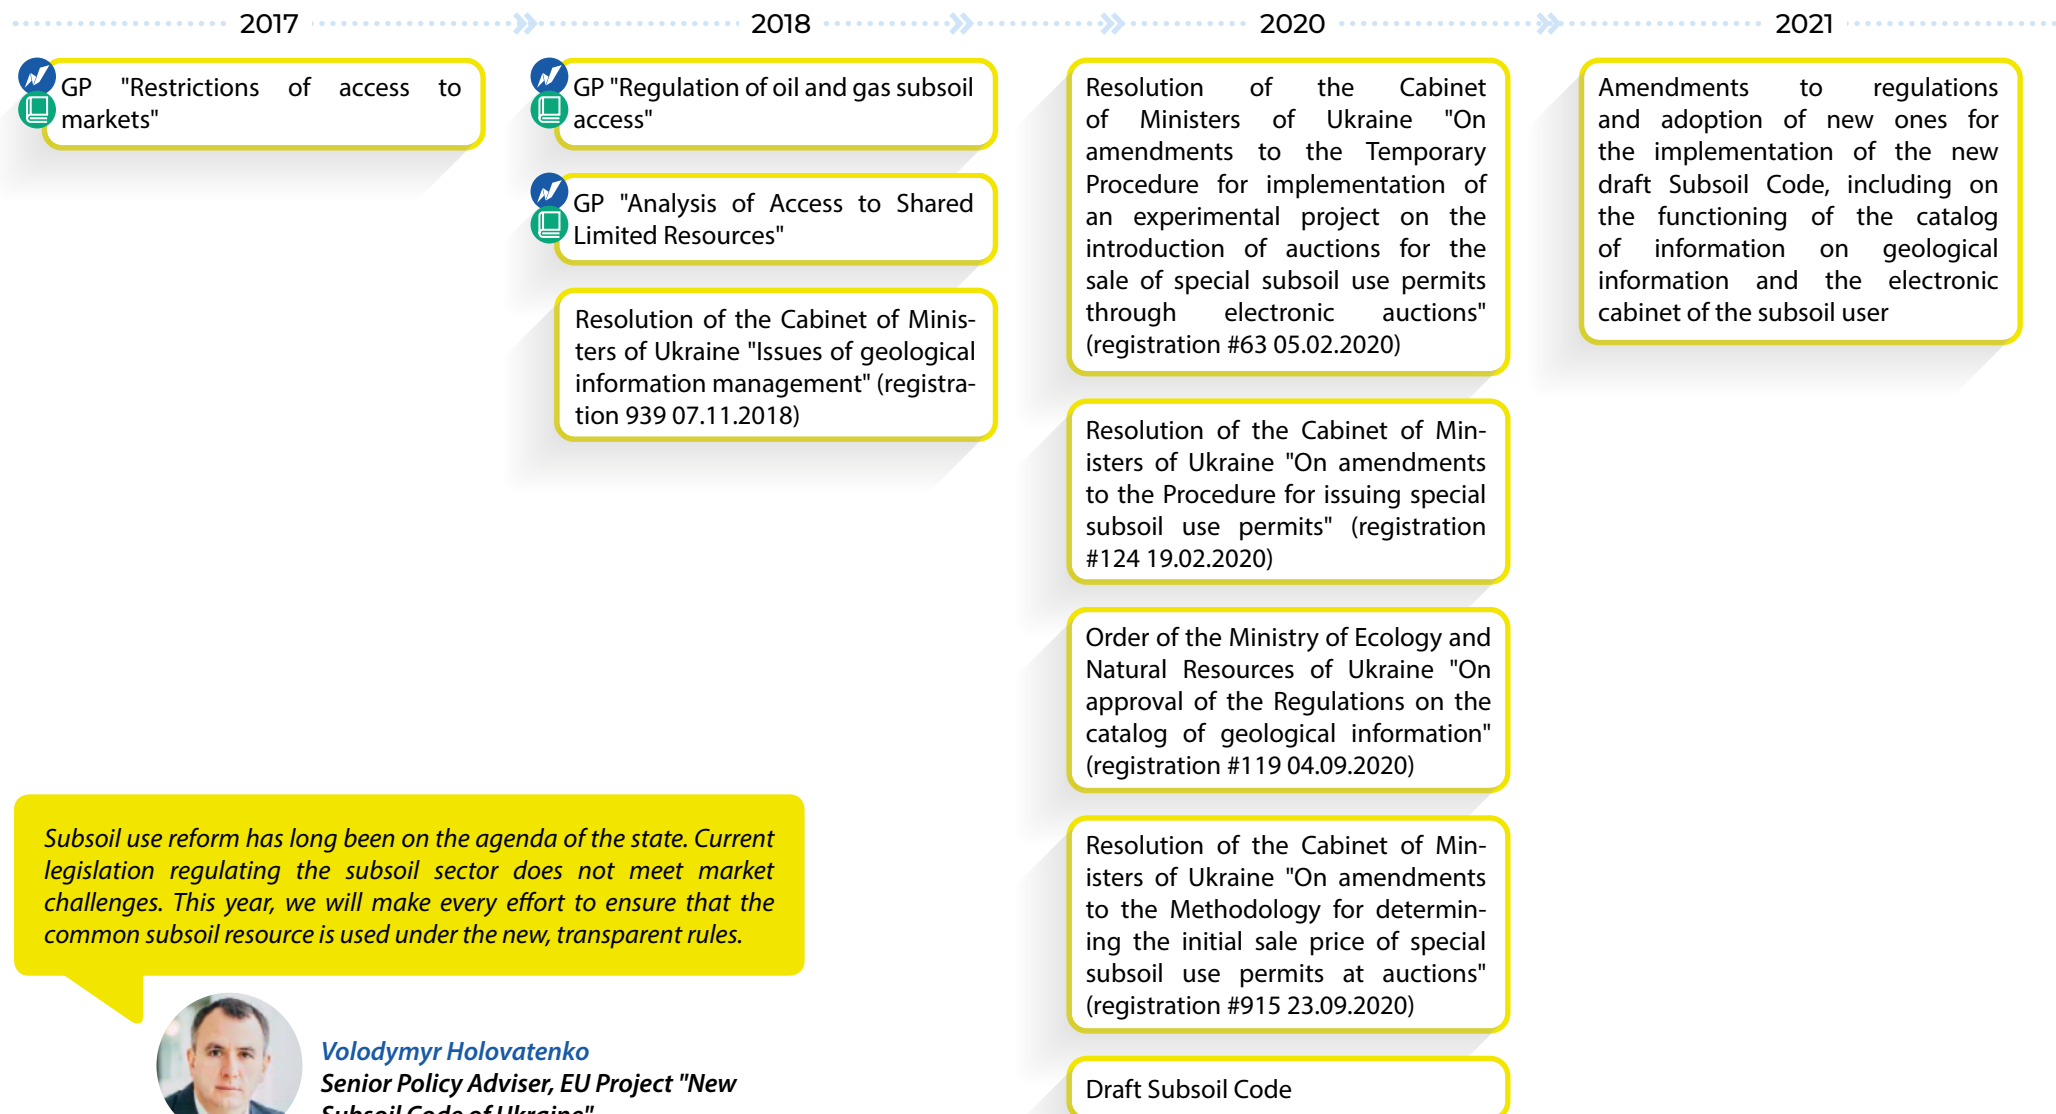 2017
GP "Restrictions of access to
markets"
2018
GP "Regulation of oil and gas subsoil
access"
GP "Analysis of Access to Shared
Limited Resources"
Resolution of the Cabinet of Minis-
ters of Ukraine "Issues of geological
information management" (registra-
tion 939 07.11.2018)
2020
Resolution of the Cabinet
of Ministers of Ukraine "On
amendments to the Temporary
Procedure for implementation of
an experimental project on the
introduction of auctions for the
sale of special subsoil use permits
through electronic auctions"
(registration #63 05.02.2020)
Resolution of the Cabinet of Min-
isters of Ukraine "On amendments
to the Procedure for issuing special
subsoil use permits" (registration
#124 19.02.2020)
Order of the Ministry of Ecology and
Natural Resources of Ukraine "On
approval of the Regulations on the
catalog of geological information"
(registration #119 04.09.2020)
Resolution of the Cabinet of Min-
isters of Ukraine "On amendments
to the Methodology for determin-
ing the initial sale price of special
subsoil use permits at auctions"
(registration #915 23.09.2020)
Draft Subsoil Code
2021
Amendments to regulations
and adoption of new ones for
the implementation of the new
draft Subsoil Code, including on
the functioning of the catalog
of information on geological
information and the electronic
cabinet of the subsoil user
Subsoil use reform has long been on the agenda of the state. Current
legislation regulating the subsoil sector does not meet market
challenges. This year, we will make every effort to ensure that the
common subsoil resource is used under the new, transparent rules.
Volodymyr Holovatenko
Senior Policy Adviser, EU Project "New
Subsoil Code of Ukraine"